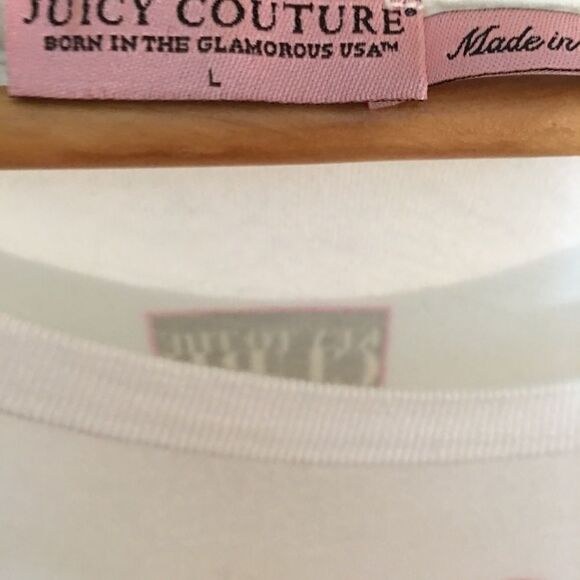 JUICY COUTURE®
BORN IN THE GLAMOROUS USA™
L
Made in